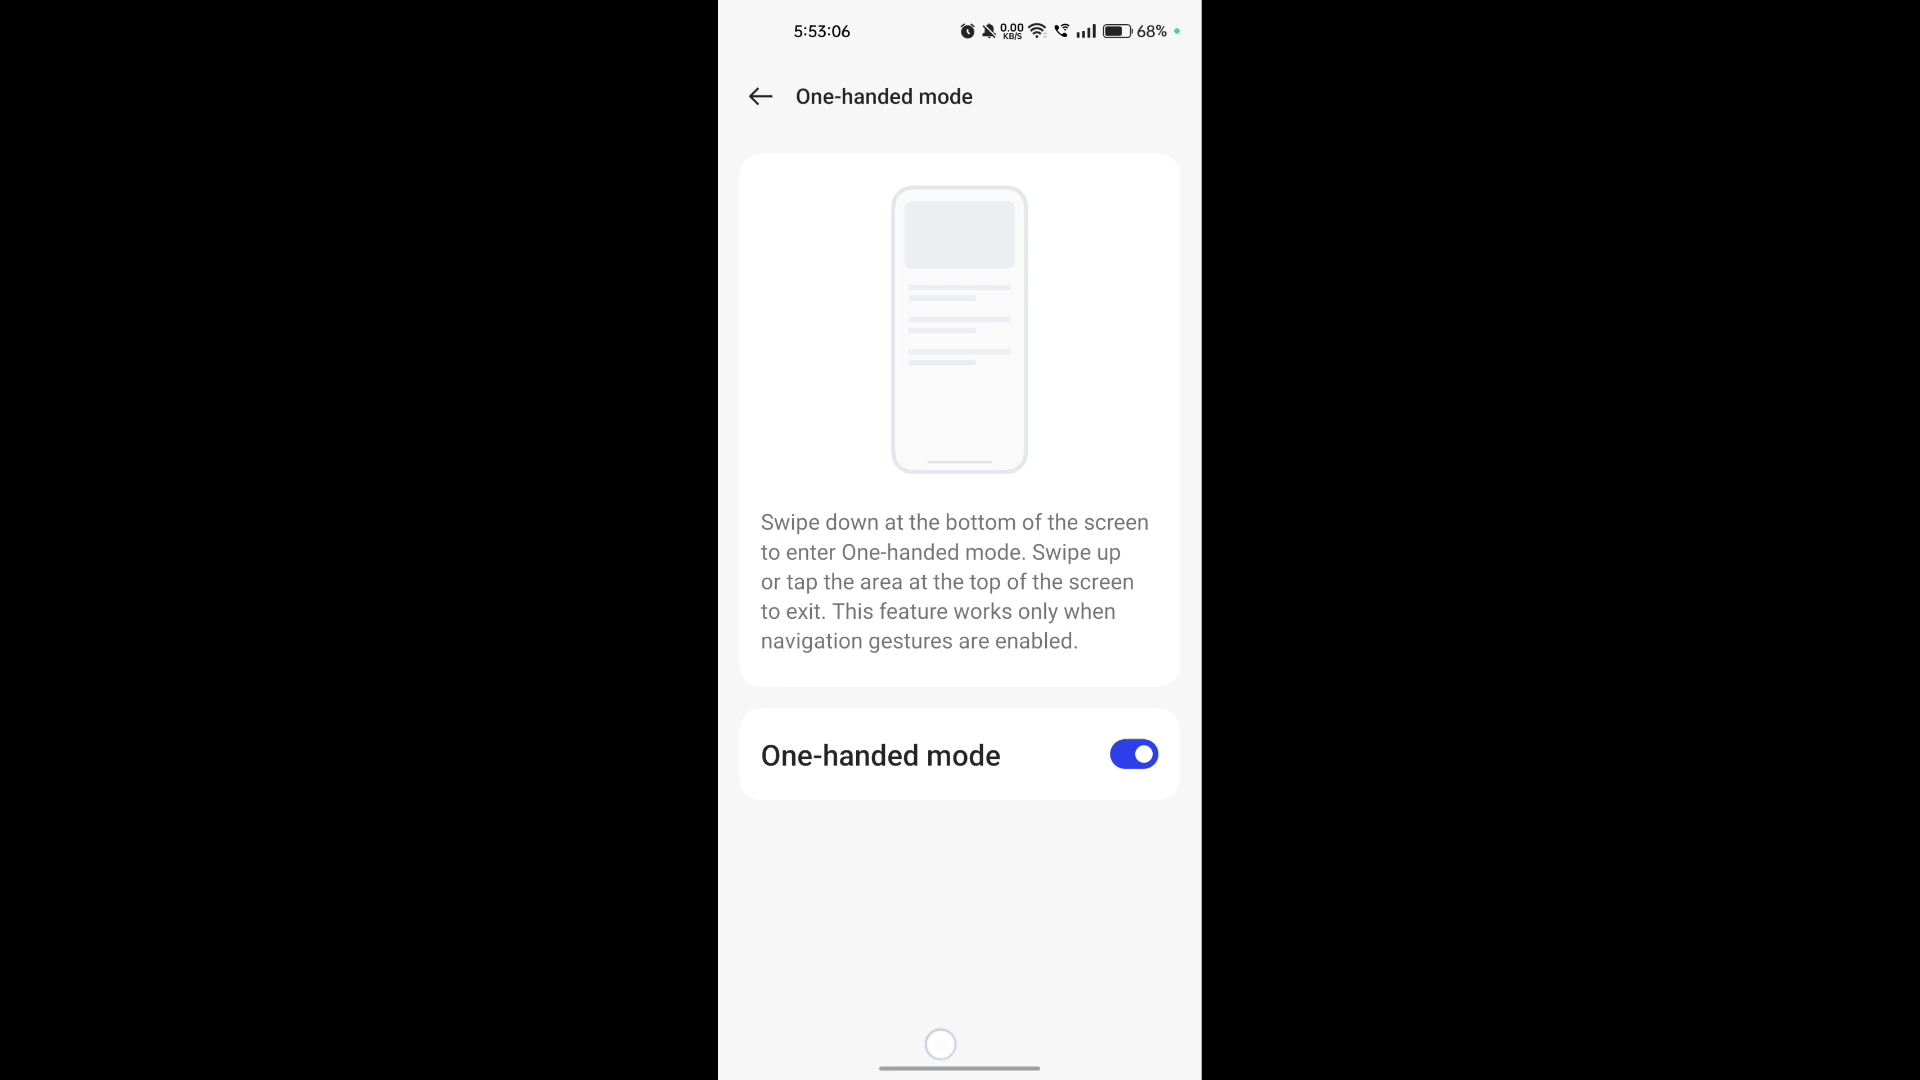 5:53:06
0.00
KB/S
68%
One-handed mode
Swipe down at the bottom of the screen
to enter One-handed mode. Swipe up
or tap the area at the top of the screen
to exit. This feature works only when
navigation gestures are enabled.
One-handed mode